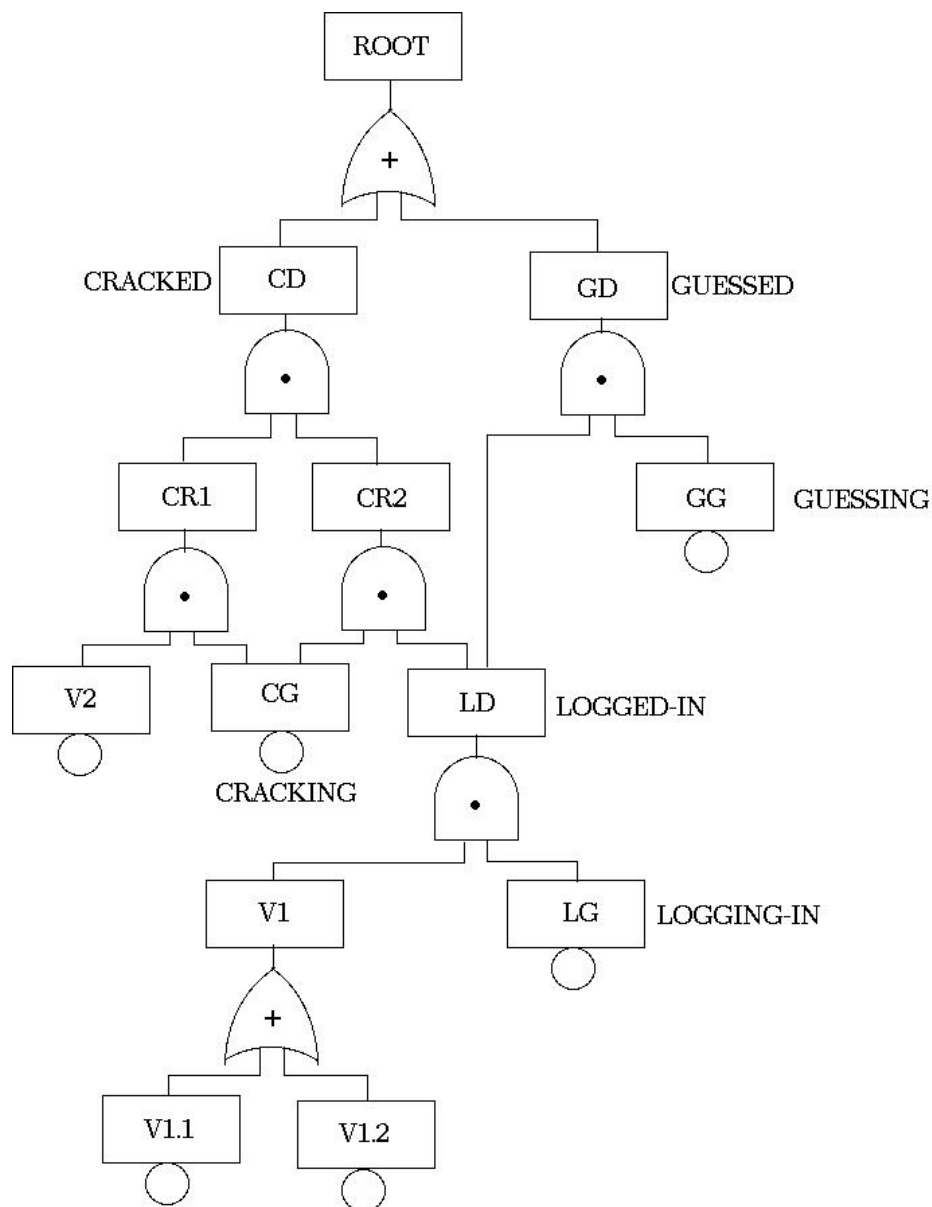 ROOT
+
CRACKED
CD
GD
GUESSED
CR1
CR2
GG
GUESSING
V2
CG
LD
LOGGED-IN
CRACKING
V1
LG
LOGGING-IN
+
V1.1
V1.2